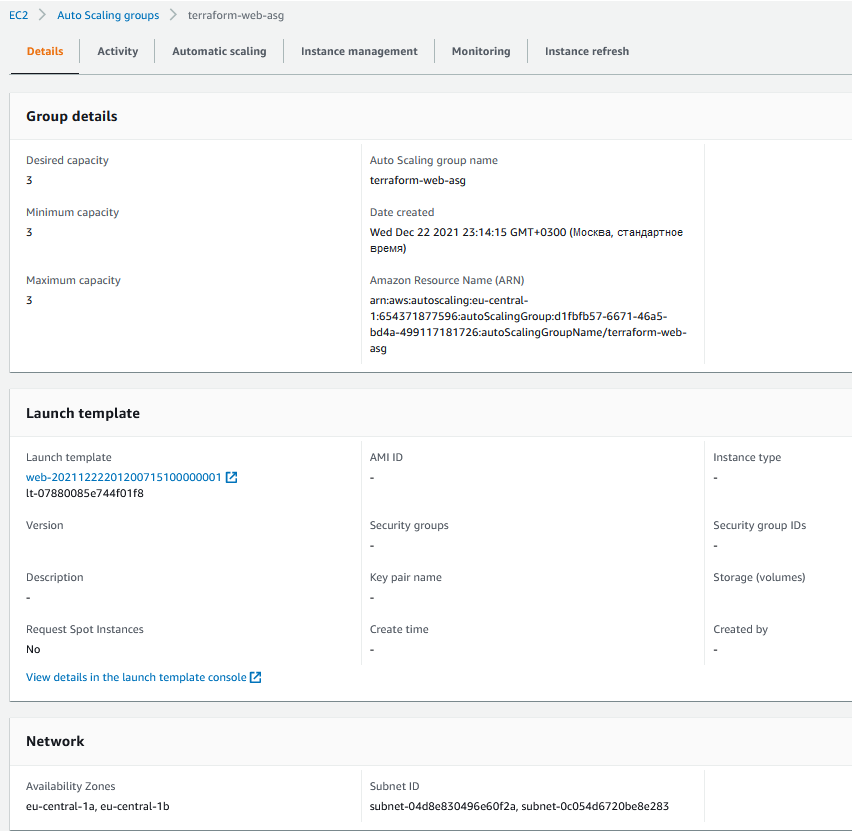 EC2 > Auto Scaling groups > terraform-web-asg
Details Activity Automatic scaling Instance management Monitoring Instance refresh
Group details
Desired capacity
3
Minimum capacity
3
Maximum capacity
3
Auto Scaling group name
terraform-web-asg
Date created
Wed Dec 22 2021 23:14:15 GMT+0300 (Москва, стандартное
время)
Amazon Resource Name (ARN)
arn:aws:autoscaling:eu-central-
1:654371877596:autoScalingGroup:d1fbfb57-6671-46a5-
bd4a-499117181726:autoScalingGroupName/terraform-web-
asg
Launch template
Launch template
web-20211222201200715100000001
lt-07880085e744f01f8
AMI ID
-
Instance type
-
Version
Security groups
-
Security group IDs
-
Description
-
Key pair name
-
Storage (volumes)
Request Spot Instances
No
Create time
-
Created by
-
View details in the launch template console
Network
Availability Zones
eu-central-1a, eu-central-1b
Subnet ID
subnet-04d8e830496e60f2a, subnet-0c054d6720be8e283